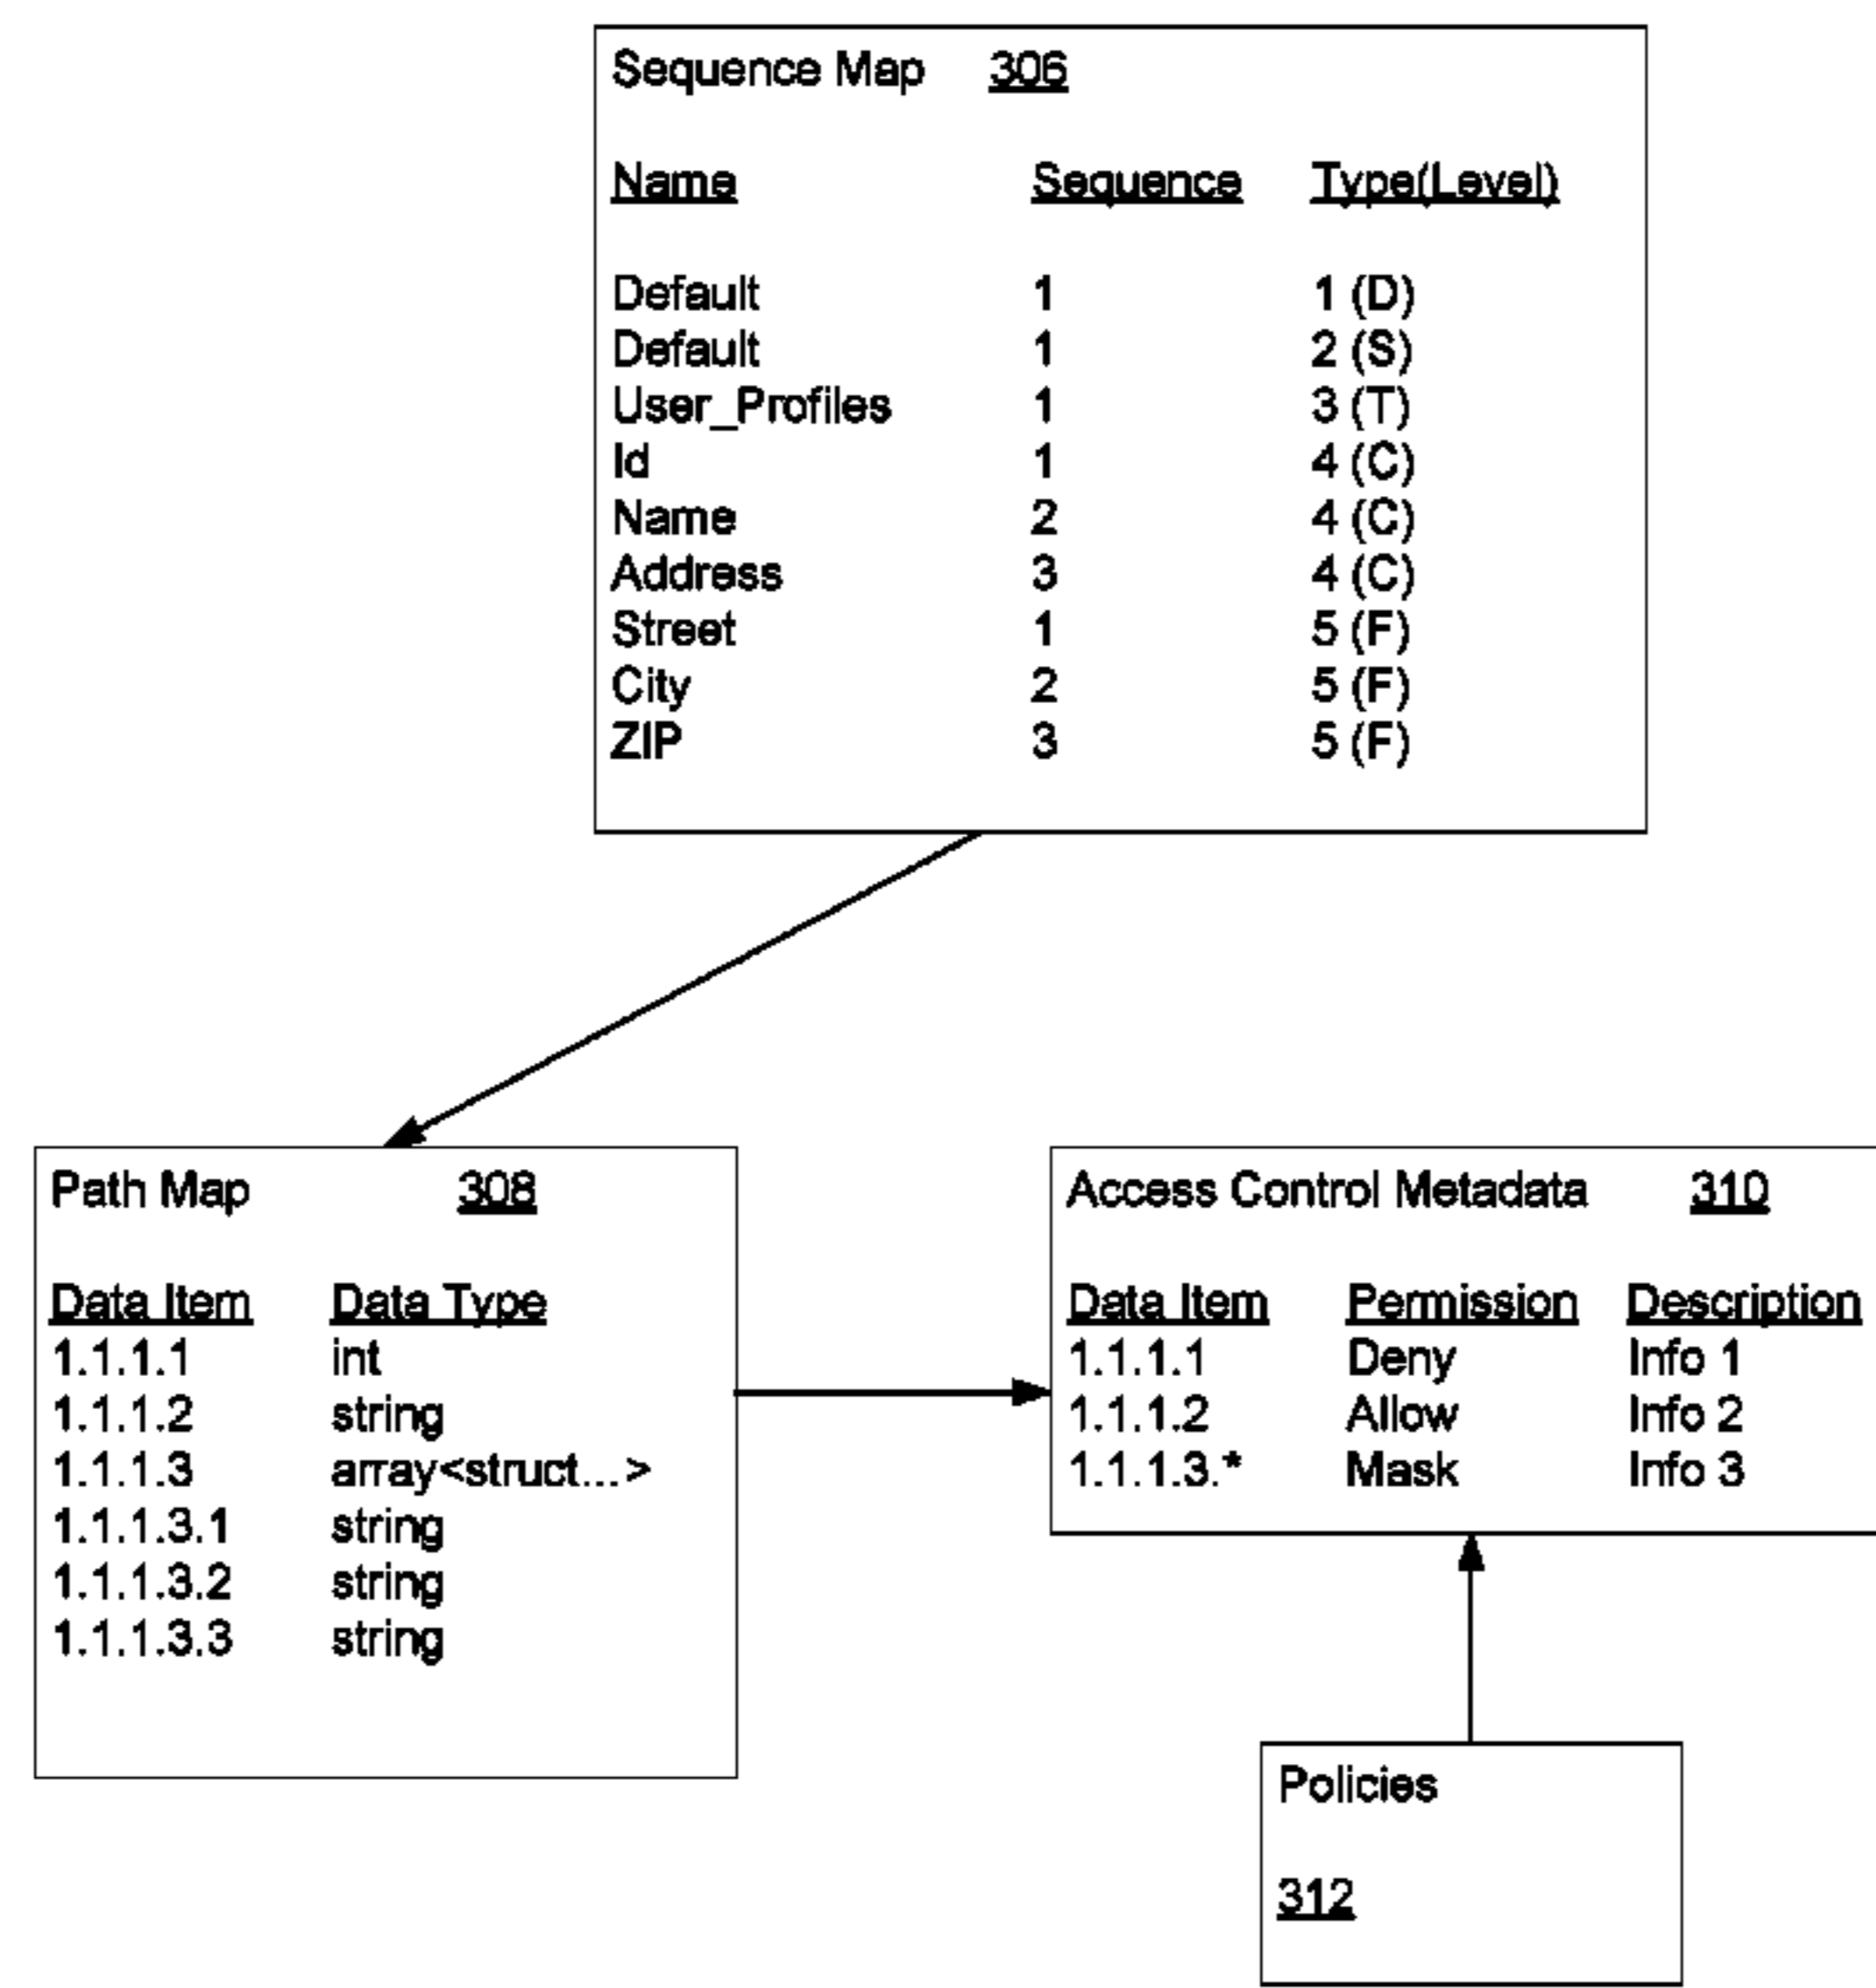 Sequence Map 306
Name Sequence Type(Level)
Default 1 1 (D)
Default 1 2 (S)
User_Profiles 1 3 (T)
Id 1 4 (C)
Name 2 4 (C)
Address 3 4 (C)
Street 1 5 (F)
City 2 5 (F)
ZIP 3 5 (F)
Path Map 308
Data Item Data Type
1.1.1.1 int
1.1.1.2 string
1.1.1.3 array<struct...>
1.1.1.3.1 string
1.1.1.3.2 string
1.1.1.3.3 string
Access Control Metadata 310
Data Item Permission Description
1.1.1.1 Deny Info 1
1.1.1.2 Allow Info 2
1.1.1.3.* Mask Info 3
Policies
312